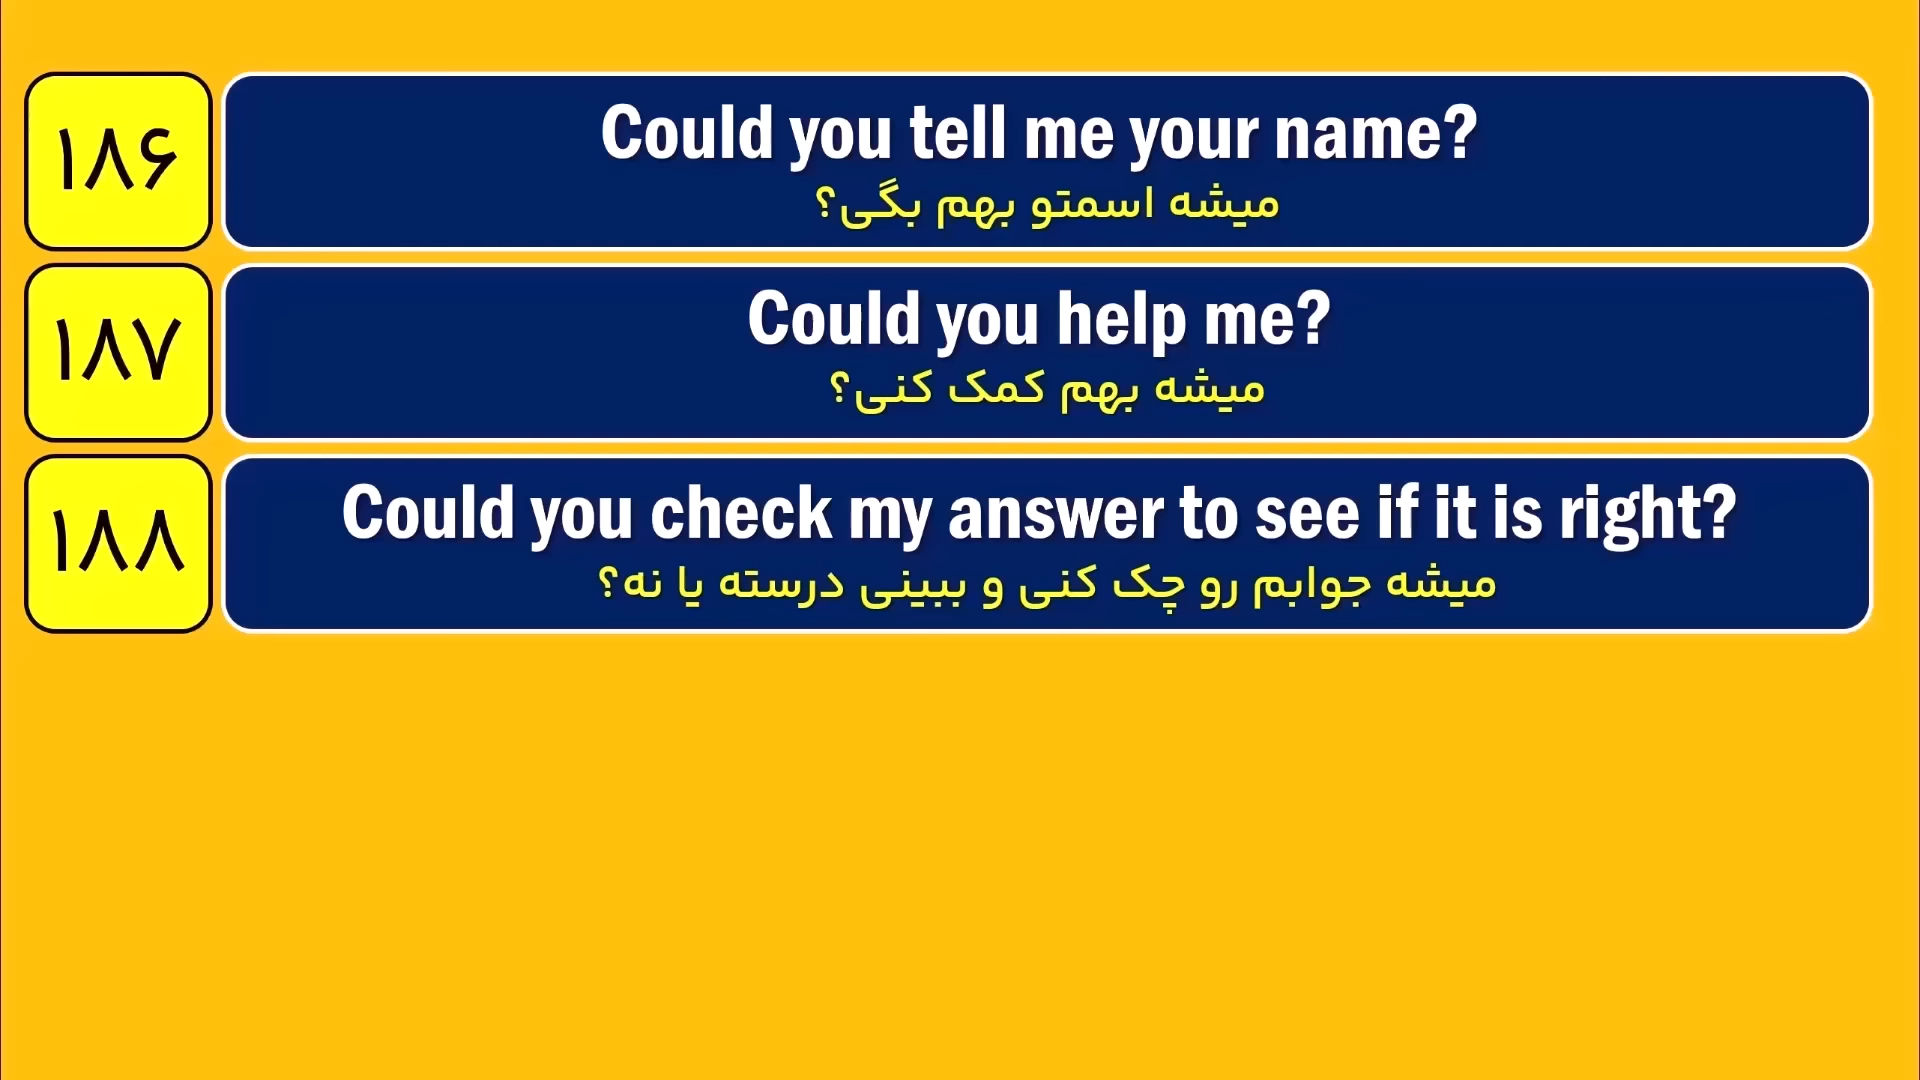 ۱۸۶
Could you tell me your name?
میشه اسمتو بهم بگی؟
۱۸۷
Could you help me?
میشه بهم کمک کنی؟
۱۸۸
Could you check my answer to see if it is right?
میشه جوابم رو چک کنی و ببینی درسته یا نه؟